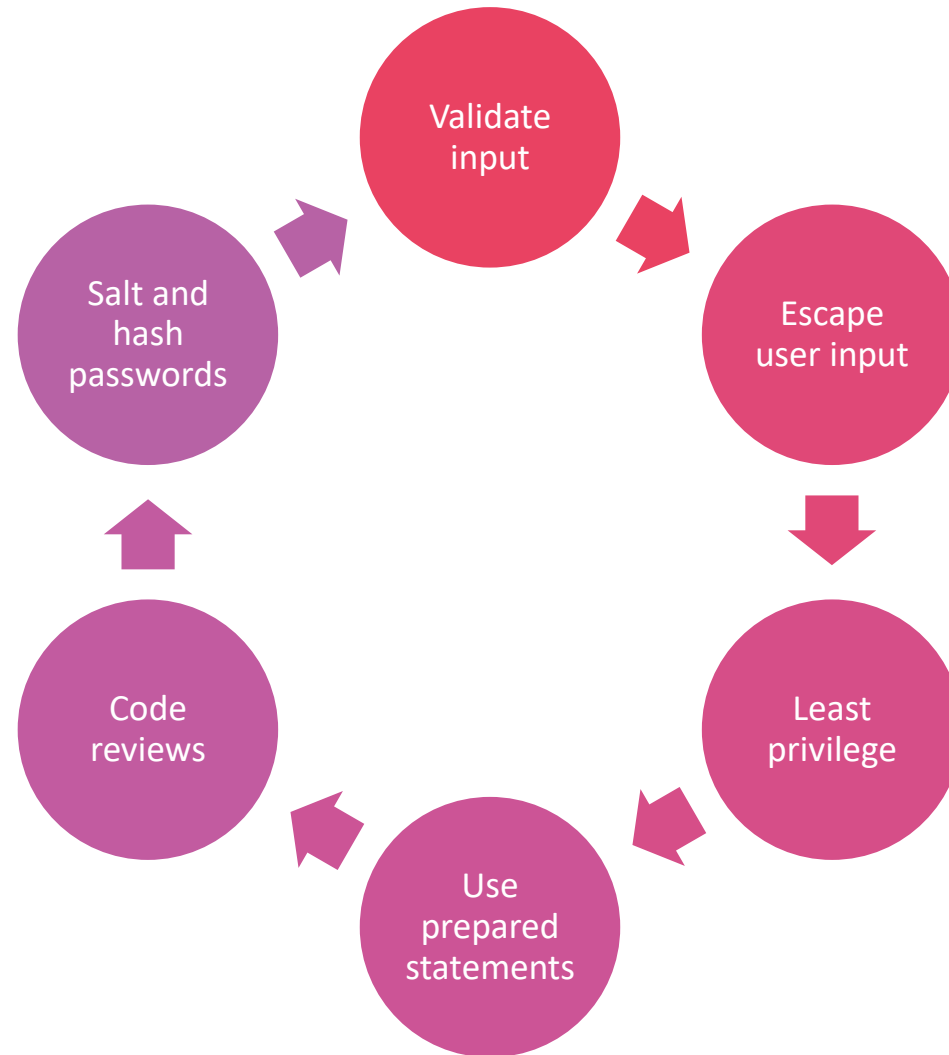 Validate
input
Escape
user input
Least
privilege
Use
prepared
statements
Code
reviews
Salt and
hash
passwords